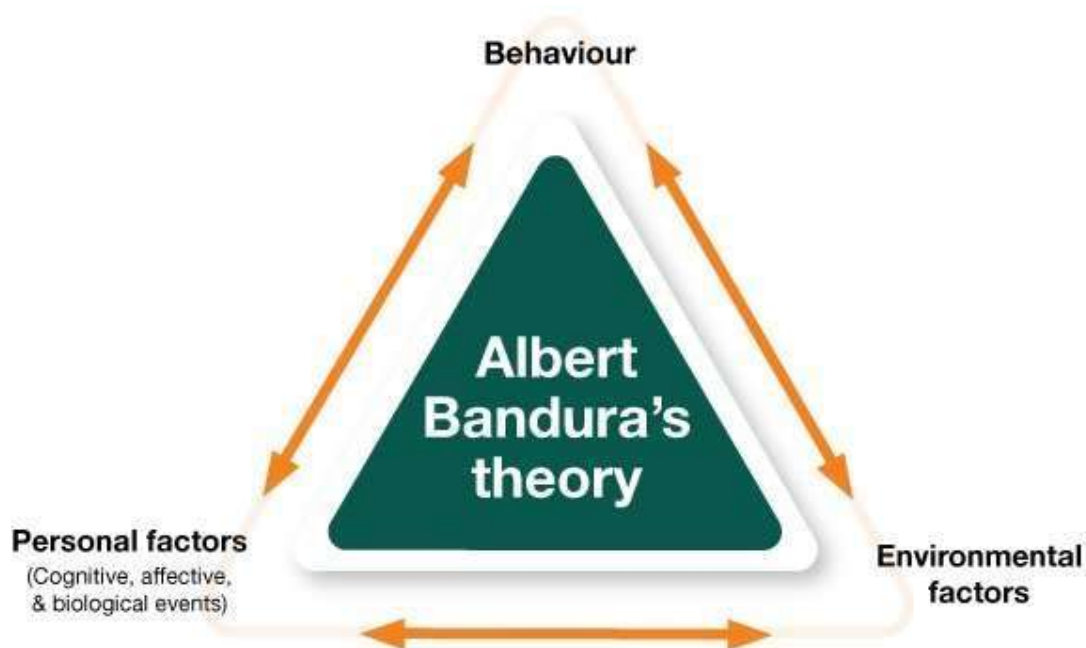 Behaviour
Albert
Bandura's
theory
Personal factors
(Cognitive, affective,
& biological events)
Environmental
factors